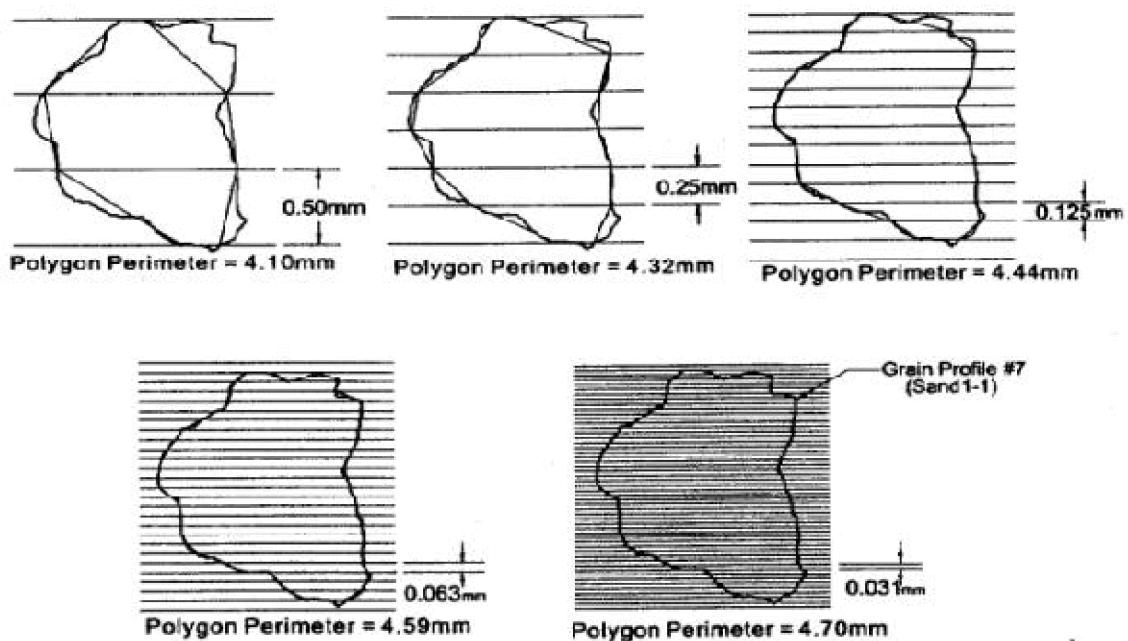 0.50mm
Polygon Perimeter = 4.10mm
0.25mm
Polygon Perimeter = 4.32mm
0.125mm
Polygon Perimeter = 4.44mm
0.063mm
Polygon Perimeter = 4.59mm
Grain Profile #7
(Sand1-1)
0.031mm
Polygon Perimeter = 4.70mm